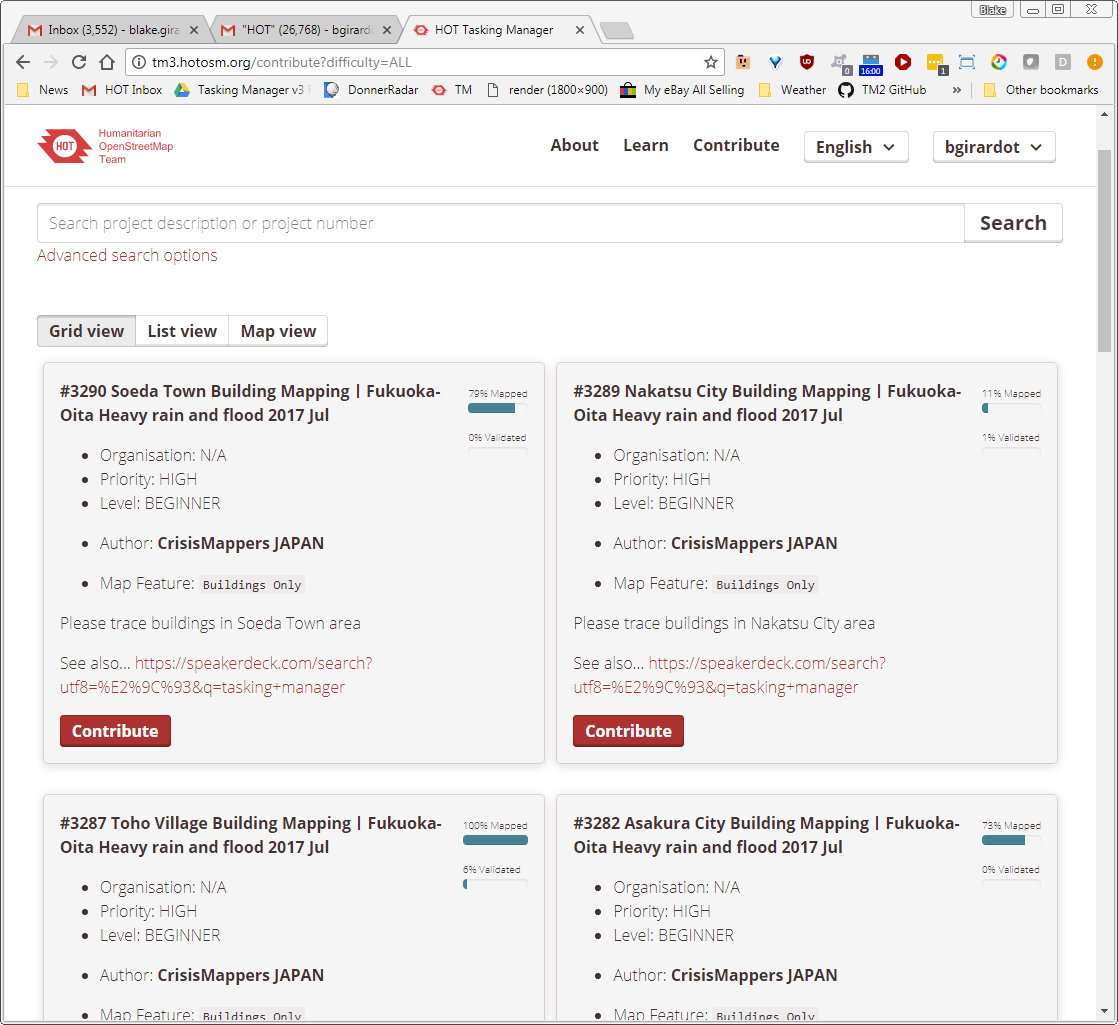 Blake
Inbox (3,552) - blake.gira
"HOT" (26,768) - bgirardo
HOT Tasking Manager
tm3.hotosm.org/contribute?difficulty=ALL
0
16:00
1
D
News
HOT Inbox
Tasking Manager v3
DonnerRadar
TM
render (1800×900)
My eBay All Selling
Weather
TM2 GitHub
»
Other bookmarks
HOT
Humanitarian
OpenStreetMap
Team
About
Learn
Contribute
English
bgirardot
Search project description or project number
Search
Advanced search options
Grid view
List view
Map view
#3290 Soeda Town Building Mapping | Fukuoka-
Oita Heavy rain and flood 2017 Jul
79% Mapped
0% Validated
• Organisation: N/A
• Priority: HIGH
• Level: BEGINNER
• Author: CrisisMappers JAPAN
• Map Feature: Buildings Only
Please trace buildings in Soeda Town area
See also... https://speakerdeck.com/search?
utf8=%E2%9C%93&q=tasking+manager
Contribute
#3289 Nakatsu City Building Mapping | Fukuoka-
Oita Heavy rain and flood 2017 Jul
11% Mapped
1% Validated
• Organisation: N/A
• Priority: HIGH
• Level: BEGINNER
• Author: CrisisMappers JAPAN
• Map Feature: Buildings Only
Please trace buildings in Nakatsu City area
See also... https://speakerdeck.com/search?
utf8=%E2%9C%93&q=tasking+manager
Contribute
#3287 Toho Village Building Mapping | Fukuoka-
Oita Heavy rain and flood 2017 Jul
100% Mapped
6% Validated
• Organisation: N/A
• Priority: HIGH
• Level: BEGINNER
• Author: CrisisMappers JAPAN
• Map Feature: Buildings Only
#3282 Asakura City Building Mapping | Fukuoka-
Oita Heavy rain and flood 2017 Jul
73% Mapped
0% Validated
• Organisation: N/A
• Priority: HIGH
• Level: BEGINNER
• Author: CrisisMappers JAPAN
• Map Feature: Buildings Only